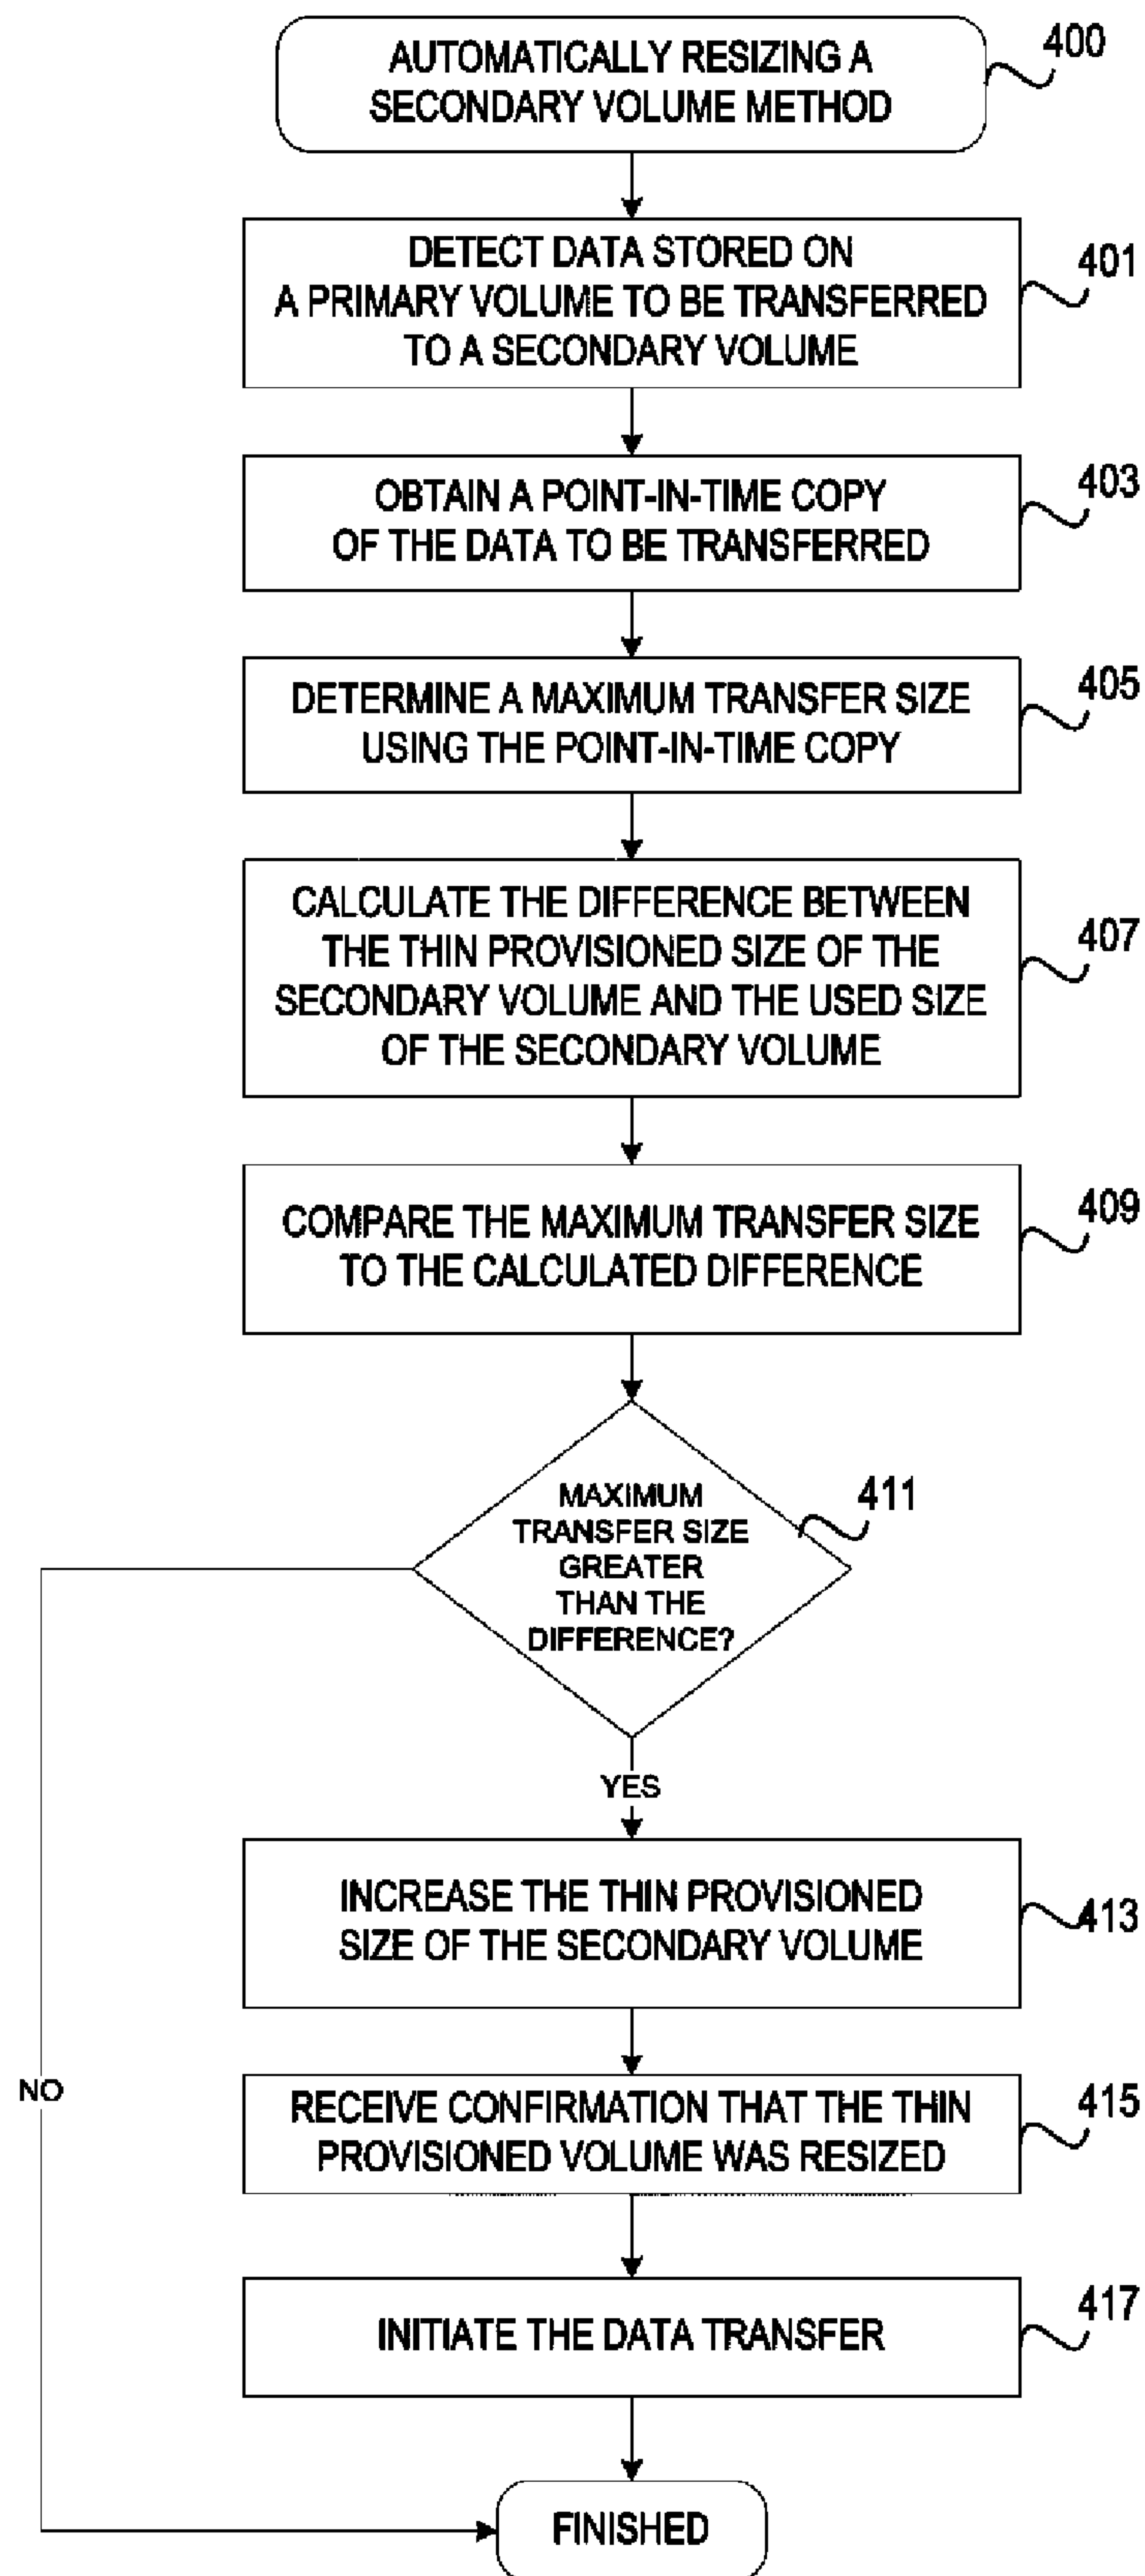 AUTOMATICALLY RESIZING A
SECONDARY VOLUME METHOD
400
DETECT DATA STORED ON
A PRIMARY VOLUME TO BE TRANSFERRED
TO A SECONDARY VOLUME
401
OBTAIN A POINT-IN-TIME COPY
OF THE DATA TO BE TRANSFERRED
403
DETERMINE A MAXIMUM TRANSFER SIZE
USING THE POINT-IN-TIME COPY
405
CALCULATE THE DIFFERENCE BETWEEN
THE THIN PROVISIONED SIZE OF THE
SECONDARY VOLUME AND THE USED SIZE
OF THE SECONDARY VOLUME
407
COMPARE THE MAXIMUM TRANSFER SIZE
TO THE CALCULATED DIFFERENCE
409
MAXIMUM
TRANSFER SIZE
GREATER
THAN THE
DIFFERENCE?
411
YES
INCREASE THE THIN PROVISIONED
SIZE OF THE SECONDARY VOLUME
413
NO
RECEIVE CONFIRMATION THAT THE THIN
PROVISIONED VOLUME WAS RESIZED
415
INITIATE THE DATA TRANSFER
417
FINISHED